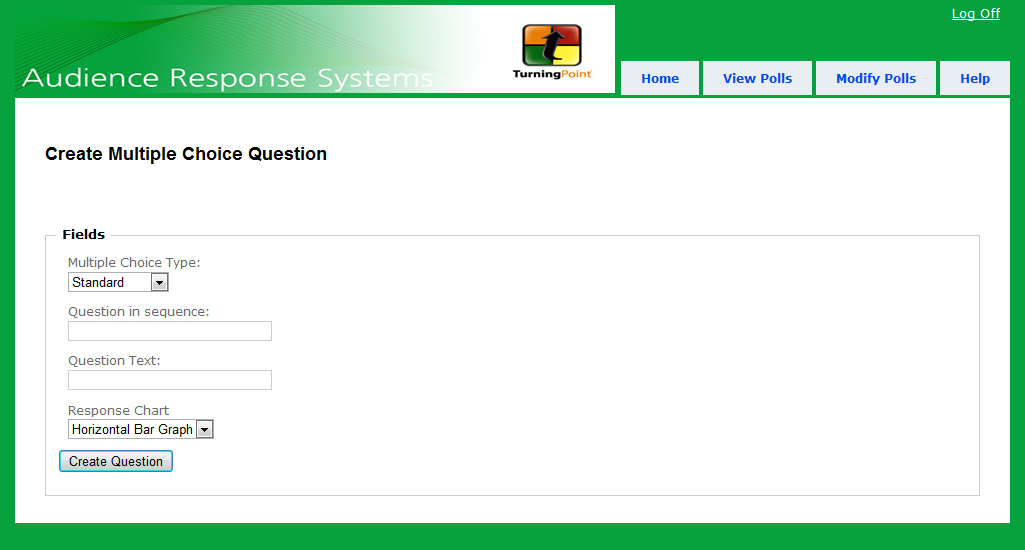 Log Off
Audience Response Systems
TurningPoint
Home
View Polls
Modify Polls
Help
Create Multiple Choice Question
Fields
Multiple Choice Type:
Standard
Question in sequence:
Question Text:
Response Chart
Horizontal Bar Graph
Create Question